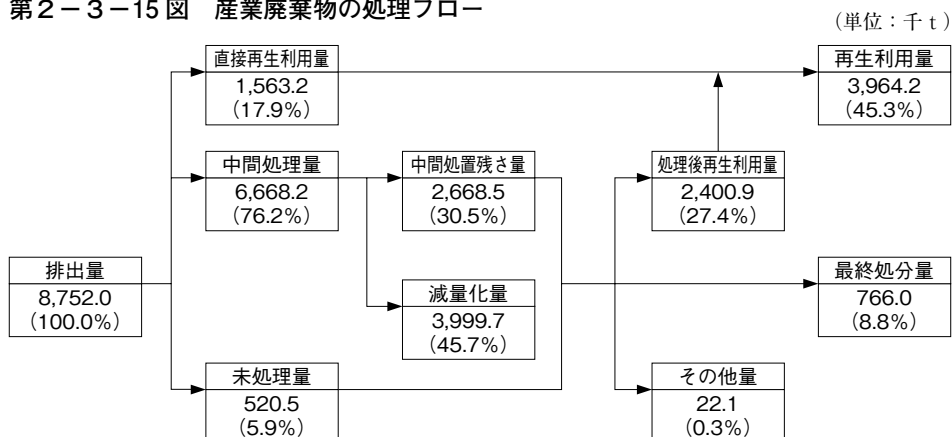 第２－３－15図　産業廃棄物の処理フロー
(単位：千ｔ)
直接再生利用量
1,563.2
(17.9%)
再生利用量
3,964.2
(45.3%)
中間処理量
6,668.2
(76.2%)
中間処置残さ量
2,668.5
(30.5%)
処理後再生利用量
2,400.9
(27.4%)
排出量
8,752.0
(100.0%)
減量化量
3,999.7
(45.7%)
最終処分量
766.0
(8.8%)
未処理量
520.5
(5.9%)
その他量
22.1
(0.3%)